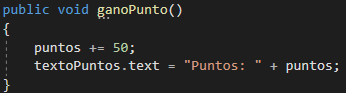 public void ganoPunto()
{
puntos += 50;
textoPuntos.text = "Puntos: " + puntos;
}